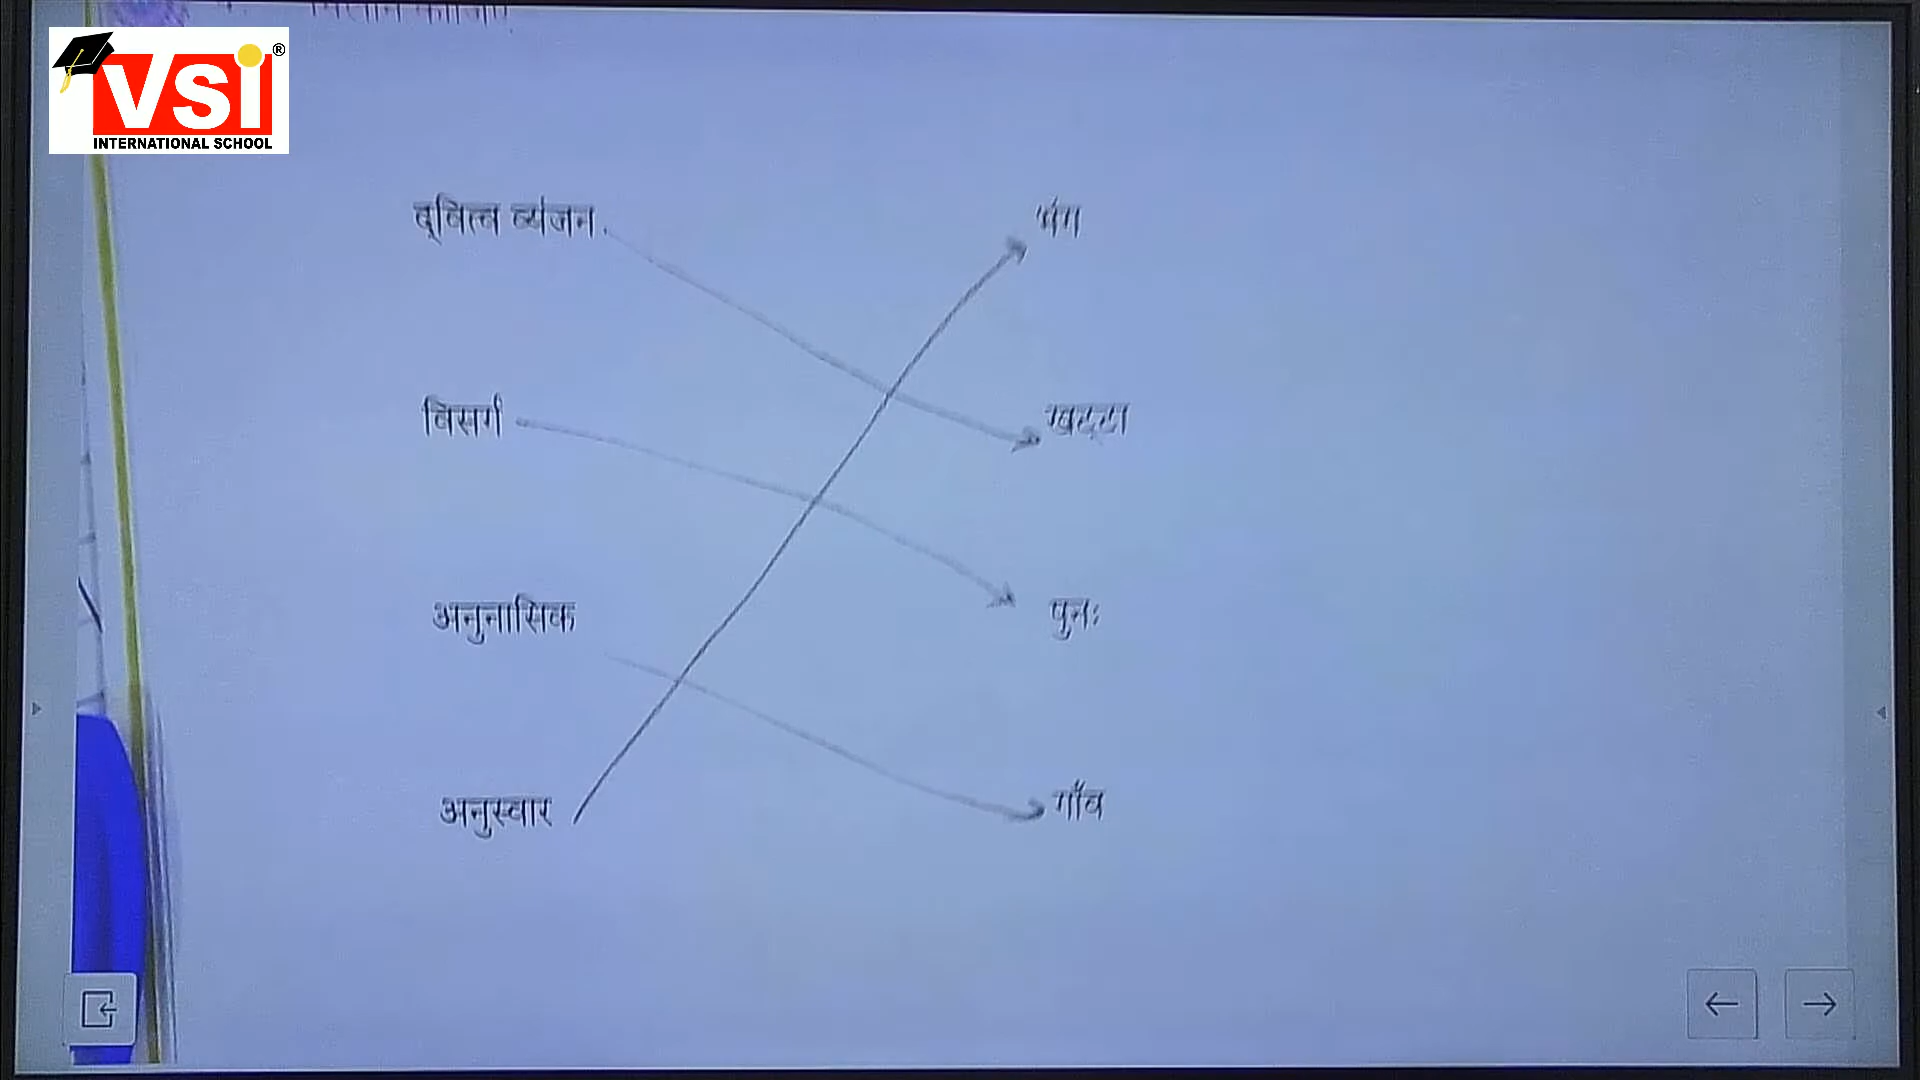 मिलान कीजिए
VSI
INTERNATIONAL SCHOOL
द्वित्व व्यंजन. भंग
विसर्ग खट्टा
अनुनासिक पुनः
अनुस्वार गाँव